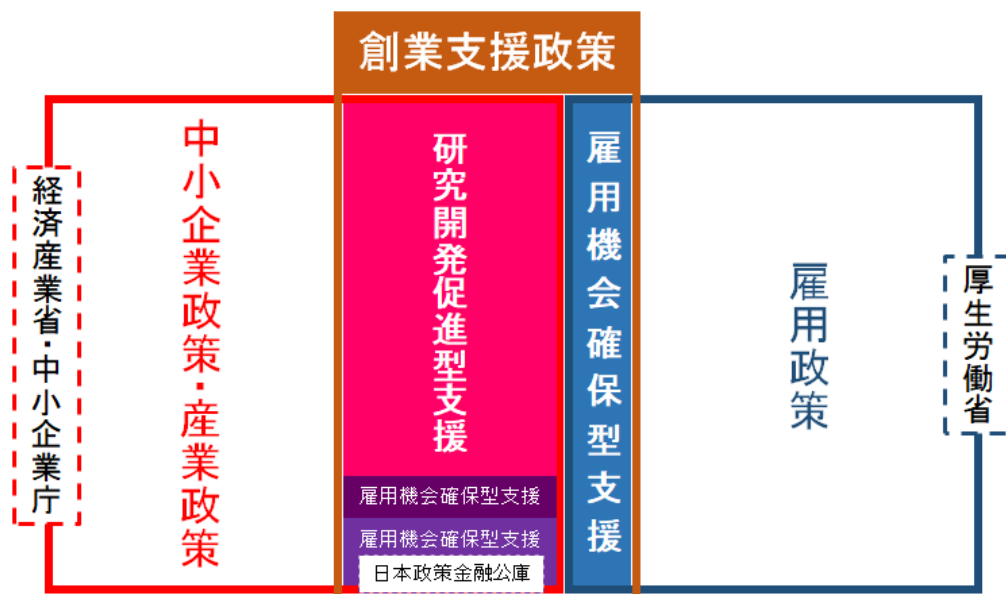 創業支援政策
経済産業省・中小企業庁
中小企業政策・産業政策
研究開発促進型支援
雇用機会確保型支援
雇用機会確保型支援
日本政策金融公庫
雇用機会確保型支援
雇用政策
厚生労働省